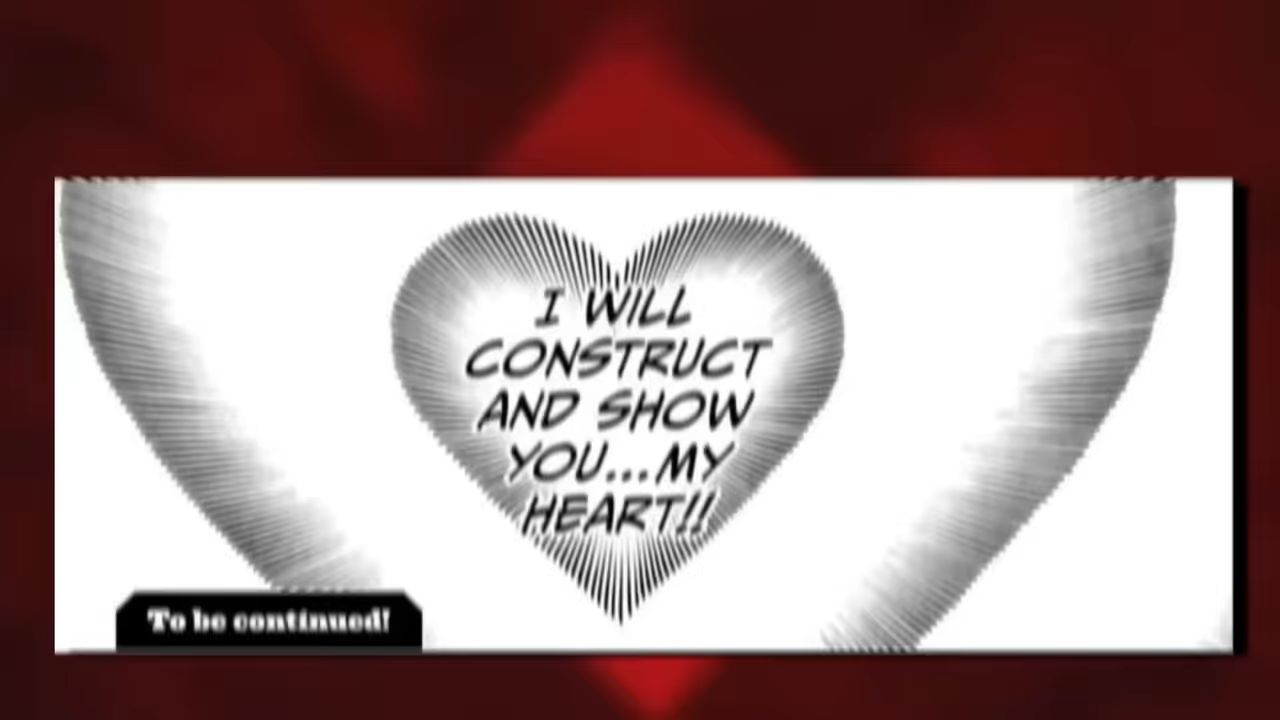 I WILL
CONSTRUCT
AND SHOW
YOU...MY
HEART!!
To be continued!